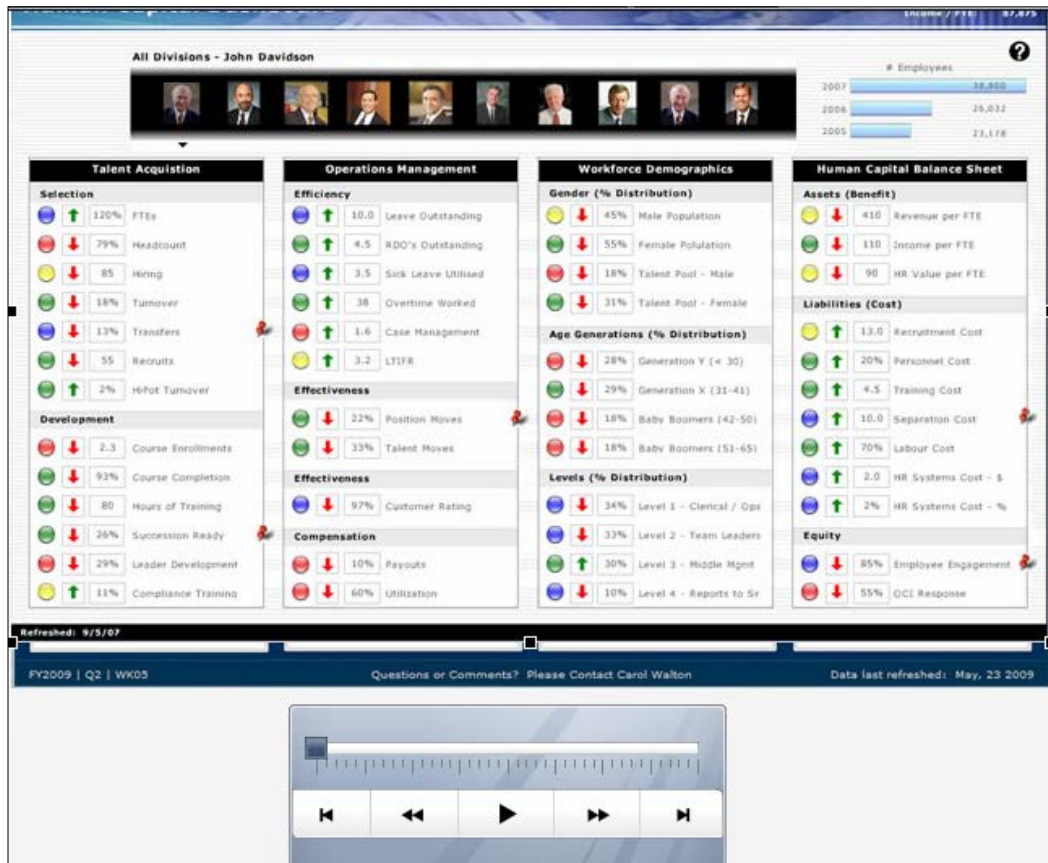 Human Capital Dashboard
Income / FTE: 87,875
All Divisions - John Davidson
# Employees
2007 38,800
2006 26,032
2005 23,178
Talent Acquistion
Selection
120% FTEs
79% Headcount
85 Hiring
18% Turnover
13% Transfers
55 Recruits
2% HiPot Turnover
Development
2.3 Course Enrollments
93% Course Completion
80 Hours of Training
26% Succession Ready
29% Leader Development
11% Compliance Training
Operations Management
Efficiency
10.0 Leave Outstanding
4.5 RDO's Outstanding
3.5 Sick Leave Utilised
38 Overtime Worked
1.6 Case Management
3.2 LTIFR
Effectiveness
22% Position Moves
33% Talent Moves
Effectiveness
97% Customer Rating
Compensation
10% Payouts
60% Utilization
Workforce Demographics
Gender (% Distribution)
45% Male Population
55% Female Polulation
18% Talent Pool - Male
31% Talent Pool - Female
Age Generations (% Distribution)
28% Generation Y (< 30)
29% Generation X (31-41)
18% Baby Boomers (42-50)
18% Baby Boomers (51-65)
Levels (% Distribution)
34% Level 1 - Clerical / Ops
33% Level 2 - Team Leaders
30% Level 3 - Middle Mgmt
10% Level 4 - Reports to Sr
Human Capital Balance Sheet
Assets (Benefit)
410 Revenue per FTE
110 Income per FTE
90 HR Value per FTE
Liabilities (Cost)
13.0 Recrustment Cost
20% Personnel Cost
4.5 Training Cost
10.0 Separation Cost
70% Labour Cost
2.0 HR Systems Cost - $
2% HR Systems Cost - %
Equity
85% Employee Engagement
55% OCI Response
Refreshed: 9/5/07
FY2009 | Q2 | WK05
Questions or Comments? Please Contact Carol Walton
Data last refreshed: May, 23 2009